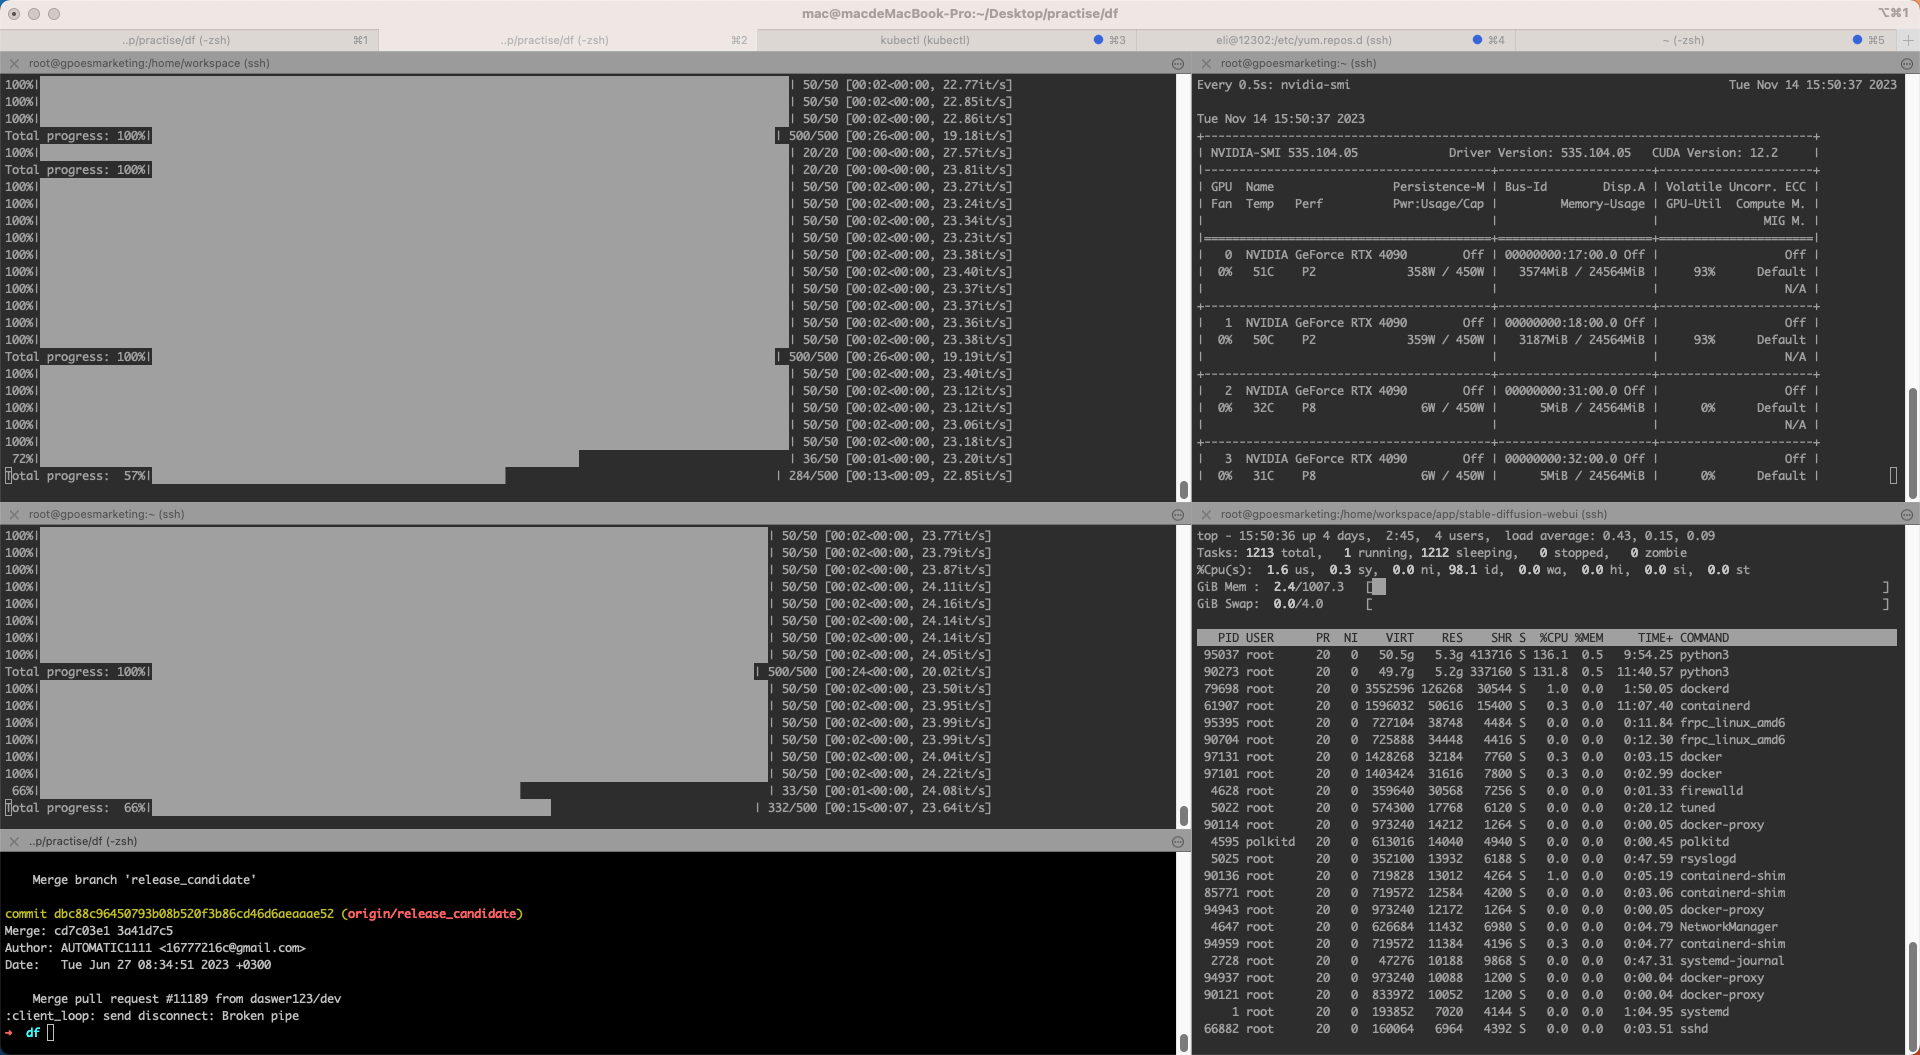 mac@macdeMacBook-Pro:~/Desktop/practise/df
⌥⌘1
..p/practise/df (-zsh) ⌘1
..p/practise/df (-zsh) ⌘2
kubectl (kubectl) ⌘3
eli@12302:/etc/yum.repos.d (ssh) ⌘4
~ (-zsh) ⌘5
root@gpoesmarketing:/home/workspace (ssh)
100%| | 50/50 [00:02<00:00, 22.77it/s]
100%| | 50/50 [00:02<00:00, 22.85it/s]
100%| | 50/50 [00:02<00:00, 22.86it/s]
Total progress: 100%| | 500/500 [00:26<00:00, 19.18it/s]
100%| | 20/20 [00:00<00:00, 27.57it/s]
Total progress: 100%| | 20/20 [00:00<00:00, 23.81it/s]
100%| | 50/50 [00:02<00:00, 23.27it/s]
100%| | 50/50 [00:02<00:00, 23.24it/s]
100%| | 50/50 [00:02<00:00, 23.34it/s]
100%| | 50/50 [00:02<00:00, 23.23it/s]
100%| | 50/50 [00:02<00:00, 23.38it/s]
100%| | 50/50 [00:02<00:00, 23.40it/s]
100%| | 50/50 [00:02<00:00, 23.37it/s]
100%| | 50/50 [00:02<00:00, 23.37it/s]
100%| | 50/50 [00:02<00:00, 23.36it/s]
100%| | 50/50 [00:02<00:00, 23.38it/s]
Total progress: 100%| | 500/500 [00:26<00:00, 19.19it/s]
100%| | 50/50 [00:02<00:00, 23.40it/s]
100%| | 50/50 [00:02<00:00, 23.12it/s]
100%| | 50/50 [00:02<00:00, 23.12it/s]
100%| | 50/50 [00:02<00:00, 23.06it/s]
100%| | 50/50 [00:02<00:00, 23.18it/s]
72%| | 36/50 [00:01<00:00, 23.20it/s]
Total progress: 57%| | 284/500 [00:13<00:09, 22.85it/s]
root@gpoesmarketing:~ (ssh)
100%| | 50/50 [00:02<00:00, 23.77it/s]
100%| | 50/50 [00:02<00:00, 23.79it/s]
100%| | 50/50 [00:02<00:00, 23.87it/s]
100%| | 50/50 [00:02<00:00, 24.11it/s]
100%| | 50/50 [00:02<00:00, 24.16it/s]
100%| | 50/50 [00:02<00:00, 24.14it/s]
100%| | 50/50 [00:02<00:00, 24.14it/s]
100%| | 50/50 [00:02<00:00, 24.05it/s]
Total progress: 100%| | 500/500 [00:24<00:00, 20.02it/s]
100%| | 50/50 [00:02<00:00, 23.50it/s]
100%| | 50/50 [00:02<00:00, 23.95it/s]
100%| | 50/50 [00:02<00:00, 23.99it/s]
100%| | 50/50 [00:02<00:00, 23.99it/s]
100%| | 50/50 [00:02<00:00, 24.04it/s]
100%| | 50/50 [00:02<00:00, 24.22it/s]
66%| | 33/50 [00:01<00:00, 24.08it/s]
Total progress: 66%| | 332/500 [00:15<00:07, 23.64it/s]
..p/practise/df (-zsh)
Merge branch 'release_candidate'
commit dbc88c96450793b08b520f3b86cd46d6aeaaae52 (origin/release_candidate)
Merge: cd7c03e1 3a41d7c5
Author: AUTOMATIC1111 <16777216c@gmail.com>
Date: Tue Jun 27 08:34:51 2023 +0300
Merge pull request #11189 from daswer123/dev
:client_loop: send disconnect: Broken pipe
➜ df
root@gpoesmarketing:~ (ssh)
Every 0.5s: nvidia-smi Tue Nov 14 15:50:37 2023
Tue Nov 14 15:50:37 2023
+---------------------------------------------------------------------------------------+
| NVIDIA-SMI 535.104.05 Driver Version: 535.104.05 CUDA Version: 12.2 |
|-----------------------------------------+----------------------+----------------------+
| GPU Name Persistence-M | Bus-Id Disp.A | Volatile Uncorr. ECC |
| Fan Temp Perf Pwr:Usage/Cap | Memory-Usage | GPU-Util Compute M. |
| | | MIG M. |
|=========================================+======================+======================|
| 0 NVIDIA GeForce RTX 4090 Off | 00000000:17:00.0 Off | Off |
| 0% 51C P2 358W / 450W | 3574MiB / 24564MiB | 93% Default |
| | | N/A |
+-----------------------------------------+----------------------+----------------------+
| 1 NVIDIA GeForce RTX 4090 Off | 00000000:18:00.0 Off | Off |
| 0% 50C P2 359W / 450W | 3187MiB / 24564MiB | 93% Default |
| | | N/A |
+-----------------------------------------+----------------------+----------------------+
| 2 NVIDIA GeForce RTX 4090 Off | 00000000:31:00.0 Off | Off |
| 0% 32C P8 6W / 450W | 5MiB / 24564MiB | 0% Default |
| | | N/A |
+-----------------------------------------+----------------------+----------------------+
| 3 NVIDIA GeForce RTX 4090 Off | 00000000:32:00.0 Off | Off |
| 0% 31C P8 6W / 450W | 5MiB / 24564MiB | 0% Default |
root@gpoesmarketing:/home/workspace/app/stable-diffusion-webui (ssh)
top - 15:50:36 up 4 days, 2:45, 4 users, load average: 0.43, 0.15, 0.09
Tasks: 1213 total, 1 running, 1212 sleeping, 0 stopped, 0 zombie
%Cpu(s): 1.6 us, 0.3 sy, 0.0 ni, 98.1 id, 0.0 wa, 0.0 hi, 0.0 si, 0.0 st
GiB Mem : 2.4/1007.3 [ ]
GiB Swap: 0.0/4.0 [ ]
PID USER PR NI VIRT RES SHR S %CPU %MEM TIME+ COMMAND
95037 root 20 0 50.5g 5.3g 413716 S 136.1 0.5 9:54.25 python3
90273 root 20 0 49.7g 5.2g 337160 S 131.8 0.5 11:40.57 python3
79698 root 20 0 3552596 126268 30544 S 1.0 0.0 1:50.05 dockerd
61907 root 20 0 1596032 50616 15400 S 0.3 0.0 11:07.40 containerd
95395 root 20 0 727104 38748 4484 S 0.0 0.0 0:11.84 frpc_linux_amd6
90704 root 20 0 725888 34448 4416 S 0.0 0.0 0:12.30 frpc_linux_amd6
97131 root 20 0 1428268 32184 7760 S 0.3 0.0 0:03.15 docker
97101 root 20 0 1403424 31616 7800 S 0.3 0.0 0:02.99 docker
4628 root 20 0 359640 30568 7256 S 0.0 0.0 0:01.33 firewalld
5022 root 20 0 574300 17768 6120 S 0.0 0.0 0:20.12 tuned
90114 root 20 0 973240 14212 1264 S 0.0 0.0 0:00.05 docker-proxy
4595 polkitd 20 0 613016 14040 4940 S 0.0 0.0 0:00.45 polkitd
5025 root 20 0 352100 13932 6188 S 0.0 0.0 0:47.59 rsyslogd
90136 root 20 0 719828 13012 4264 S 1.0 0.0 0:05.19 containerd-shim
85771 root 20 0 719572 12584 4200 S 0.0 0.0 0:03.06 containerd-shim
94943 root 20 0 973240 12172 1264 S 0.0 0.0 0:00.05 docker-proxy
4647 root 20 0 626684 11432 6980 S 0.0 0.0 0:04.79 NetworkManager
94959 root 20 0 719572 11384 4196 S 0.3 0.0 0:04.77 containerd-shim
2728 root 20 0 47276 10188 9868 S 0.0 0.0 0:47.31 systemd-journal
94937 root 20 0 973240 10088 1200 S 0.0 0.0 0:00.04 docker-proxy
90121 root 20 0 833972 10052 1200 S 0.0 0.0 0:00.04 docker-proxy
1 root 20 0 193852 7020 4144 S 0.0 0.0 1:04.95 systemd
66882 root 20 0 160064 6964 4392 S 0.0 0.0 0:03.51 sshd